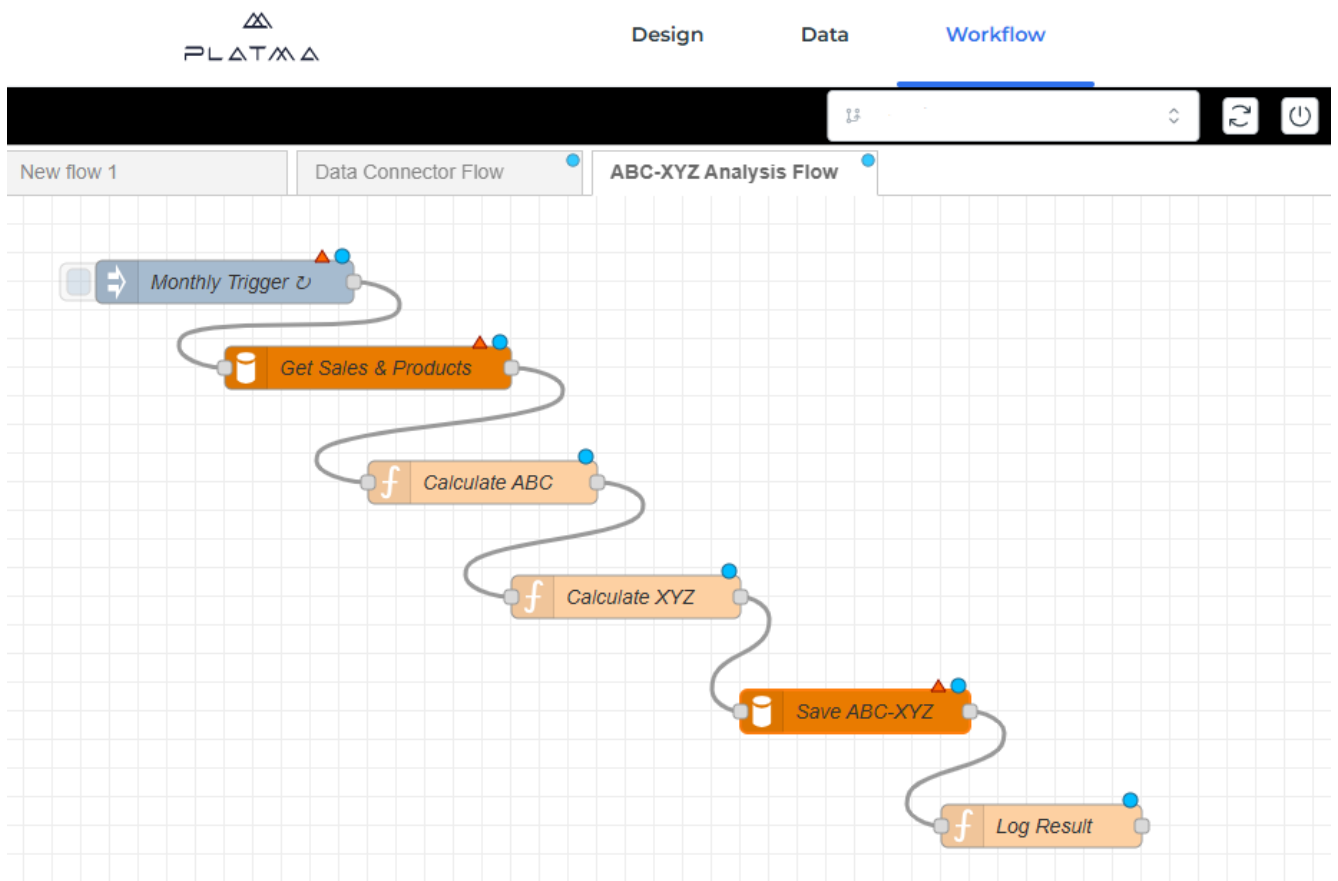 PLATMA
Design
Data
Workflow
New flow 1
Data Connector Flow
ABC-XYZ Analysis Flow
Monthly Trigger ↻
Get Sales & Products
Calculate ABC
Calculate XYZ
Save ABC-XYZ
Log Result